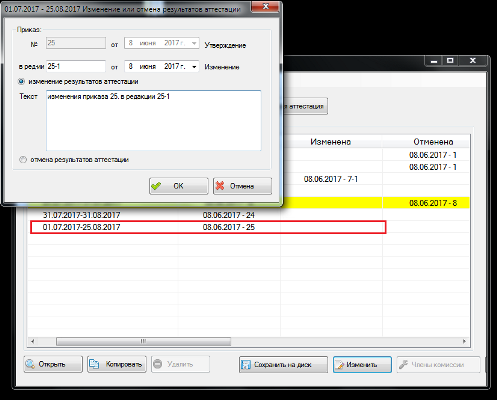 01.07.2017 - 25.08.2017 Изменение или отмена результатов аттестации
Приказ:
№ 25 от 8 июня 2017 г. Утверждение
в редакции 25-1 от 8 июня 2017 г. Изменение
изменение результатов аттестации
Текст изменения приказа 25. в редакции 25-1
отмена результатов аттестации
OK Отмена
аттестация
Изменена Отменена
08.06.2017 - 1
08.06.2017 - 1
08.06.2017 - 7-1
08.06.2017 - 8
31.07.2017-31.08.2017 08.06.2017 - 24
01.07.2017-25.08.2017 08.06.2017 - 25
Открыть Копировать Удалить Сохранить на диск Изменить Члены комиссии